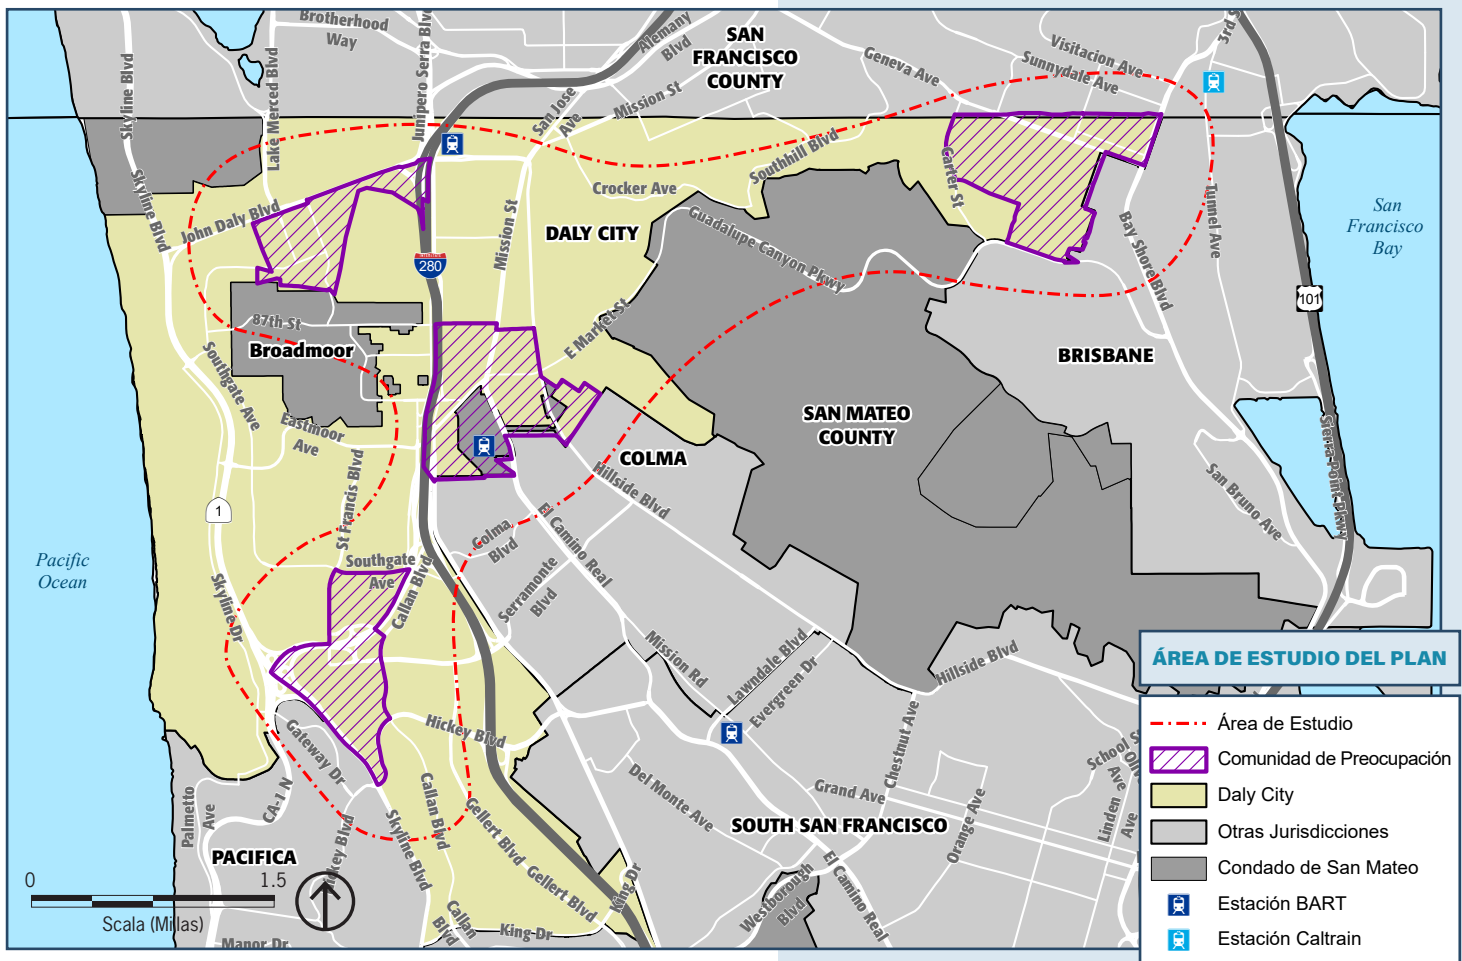 Brotherhood
Way
Skyline Blvd
Lake Merced Blvd
Junipero Serra Blvd
Alemany
Blvd
SAN
FRANCISCO
COUNTY
Geneva Ave
Visitacion Ave
Sunnydale Ave
3rd S
San Jose
Ave
Mission St
Skyline Blvd
John Daly Blvd
Crocker Ave
Southhill Blvd
Carter St
Mission St
DALY CITY
Guadalupe Canyon Pkwy
Bay Shore Blvd
Tunnel Ave
San
Francisco
Bay
280
101
87th St
Broadmoor
E Market St
BRISBANE
Southgate Ave
Eastmoor
Ave
SAN MATEO
COUNTY
COLMA
Hillside Blvd
Sierra Point Pkwy
San Bruno Ave
1
St Francis Blvd
Pacific
Ocean
Southgate
Ave
Callan Blvd
Colma
Blvd
El Camino Real
Serramonte
Blvd
Skyline Dr
Mission Rd
Lawndale Blvd
Evergreen Dr
Hillside Blvd
Hickey Blvd
Gateway Dr
CA-1 N
Palmetto
Ave
PACIFICA
Hickey Blvd
Skyline Blvd
Callan Blvd
Gellert Blvd
Gellert Blvd
Callan
Blvd
King Dr
King Dr
Manor Dr
Del Monte Ave
SOUTH SAN FRANCISCO
Grand Ave
Chestnut Ave
Orange Ave
Westborough
Blvd
El Camino Real
School S
Linden
Ave
0
1.5
Scala (Millas)
ÁREA DE ESTUDIO DEL PLAN
Área de Estudio
Comunidad de Preocupación
Daly City
Otras Jurisdicciones
Condado de San Mateo
Estación BART
Estación Caltrain